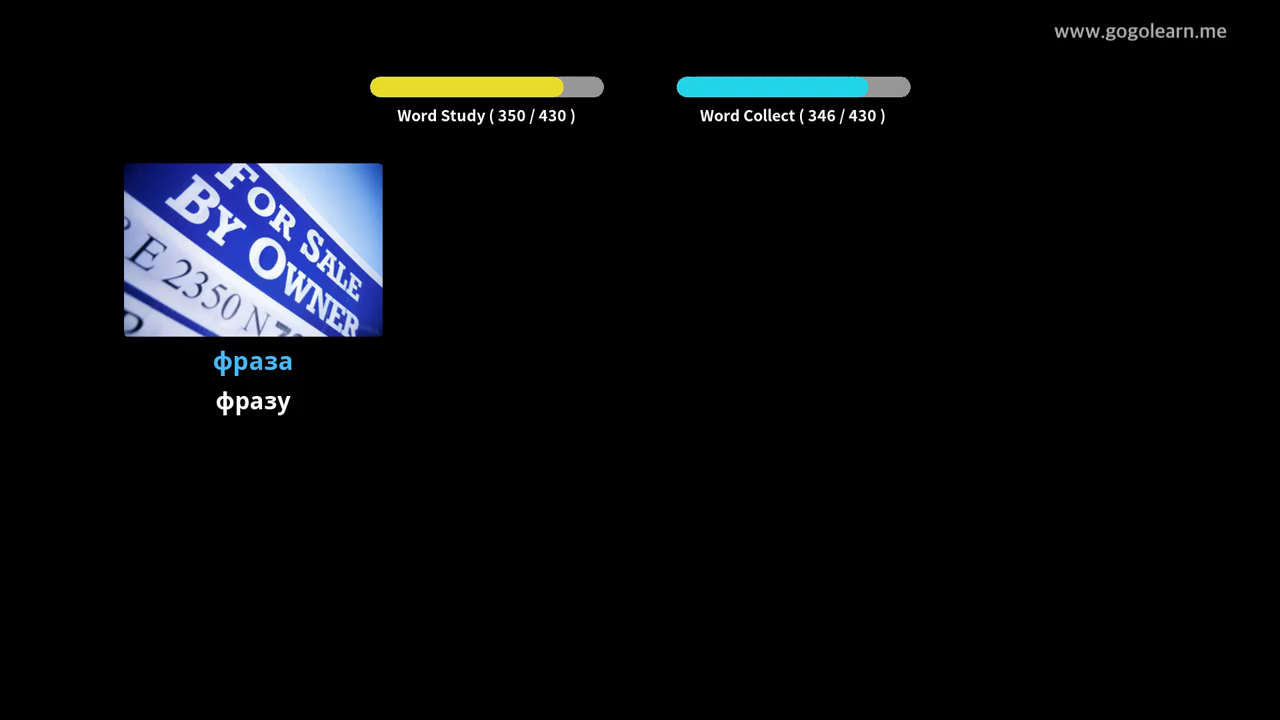 www.gogolearn.me
Word Study ( 350 / 430 )
Word Collect ( 346 / 430 )
FOR SALE
BY OWNER
E 2350 N
фраза
фразу